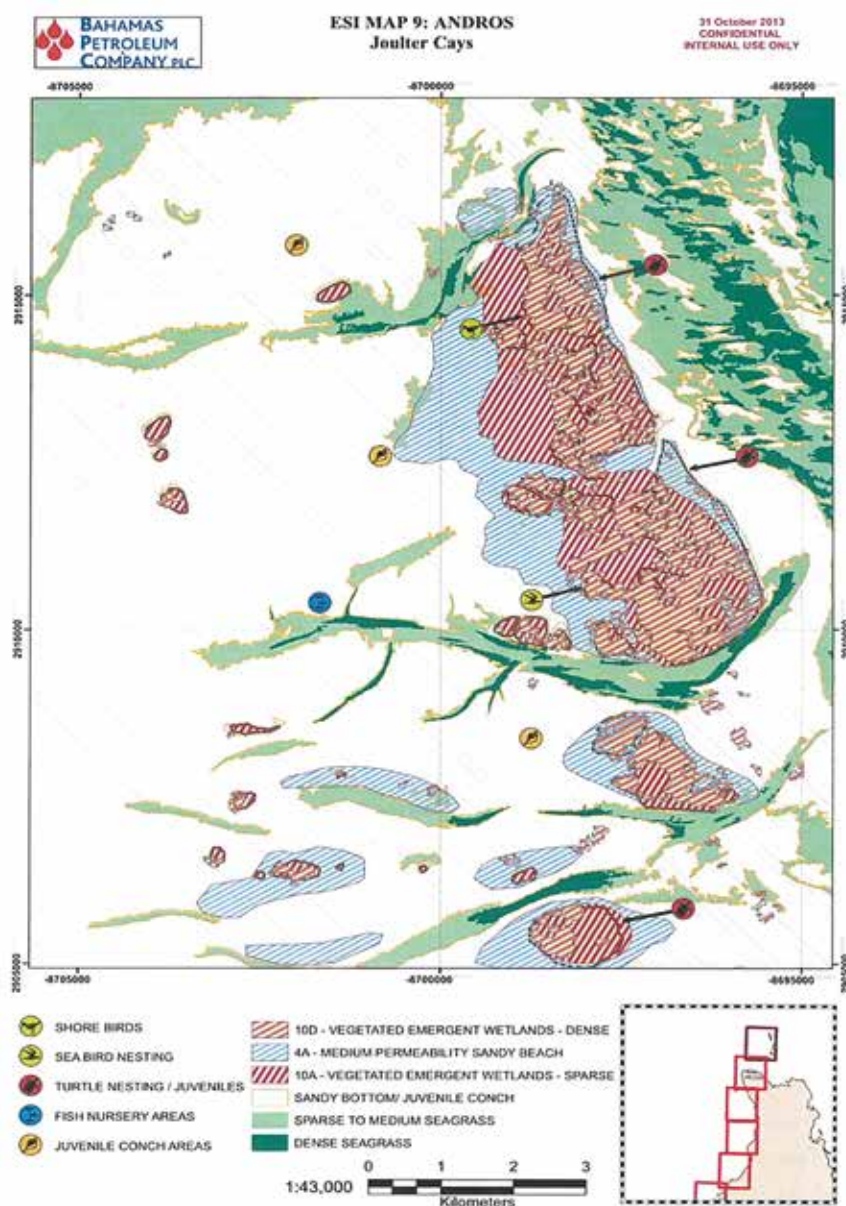 BAHAMAS
PETROLEUM
COMPANY PLC.
ESI MAP 9: ANDROS
Joulter Cays
31 October 2013
CONFIDENTIAL
INTERNAL USE ONLY
-8705000
-8700000
-8695000
2915000
2915000
2910000
2910000
2905000
2905000
-8705000
-8700000
-8695000
SHORE BIRDS
SEA BIRD NESTING
TURTLE NESTING / JUVENILES
FISH NURSERY AREAS
JUVENILE CONCH AREAS
10D - VEGETATED EMERGENT WETLANDS - DENSE
4A - MEDIUM PERMEABILITY SANDY BEACH
10A - VEGETATED EMERGENT WETLANDS - SPARSE
SANDY BOTTOM/ JUVENILE CONCH
SPARSE TO MEDIUM SEAGRASS
DENSE SEAGRASS
1:43,000
0 1 2 3
Kilometers